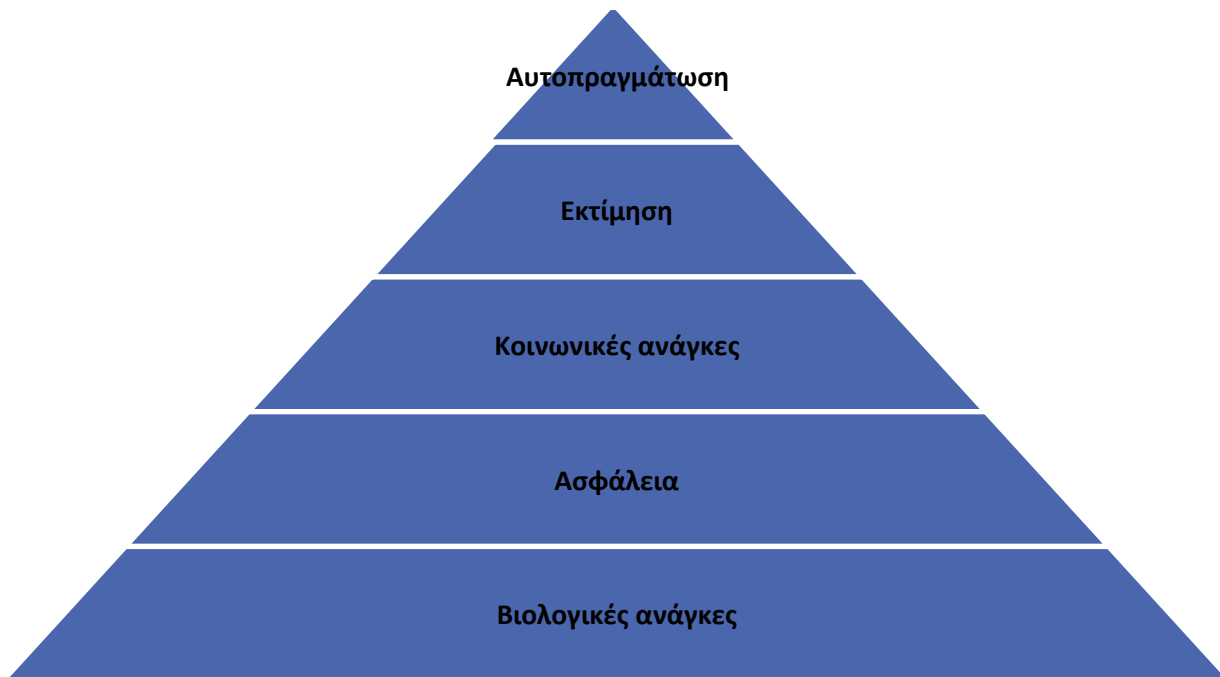 Αυτοπραγμάτωση
Εκτίμηση
Κοινωνικές ανάγκες
Ασφάλεια
Βιολογικές ανάγκες